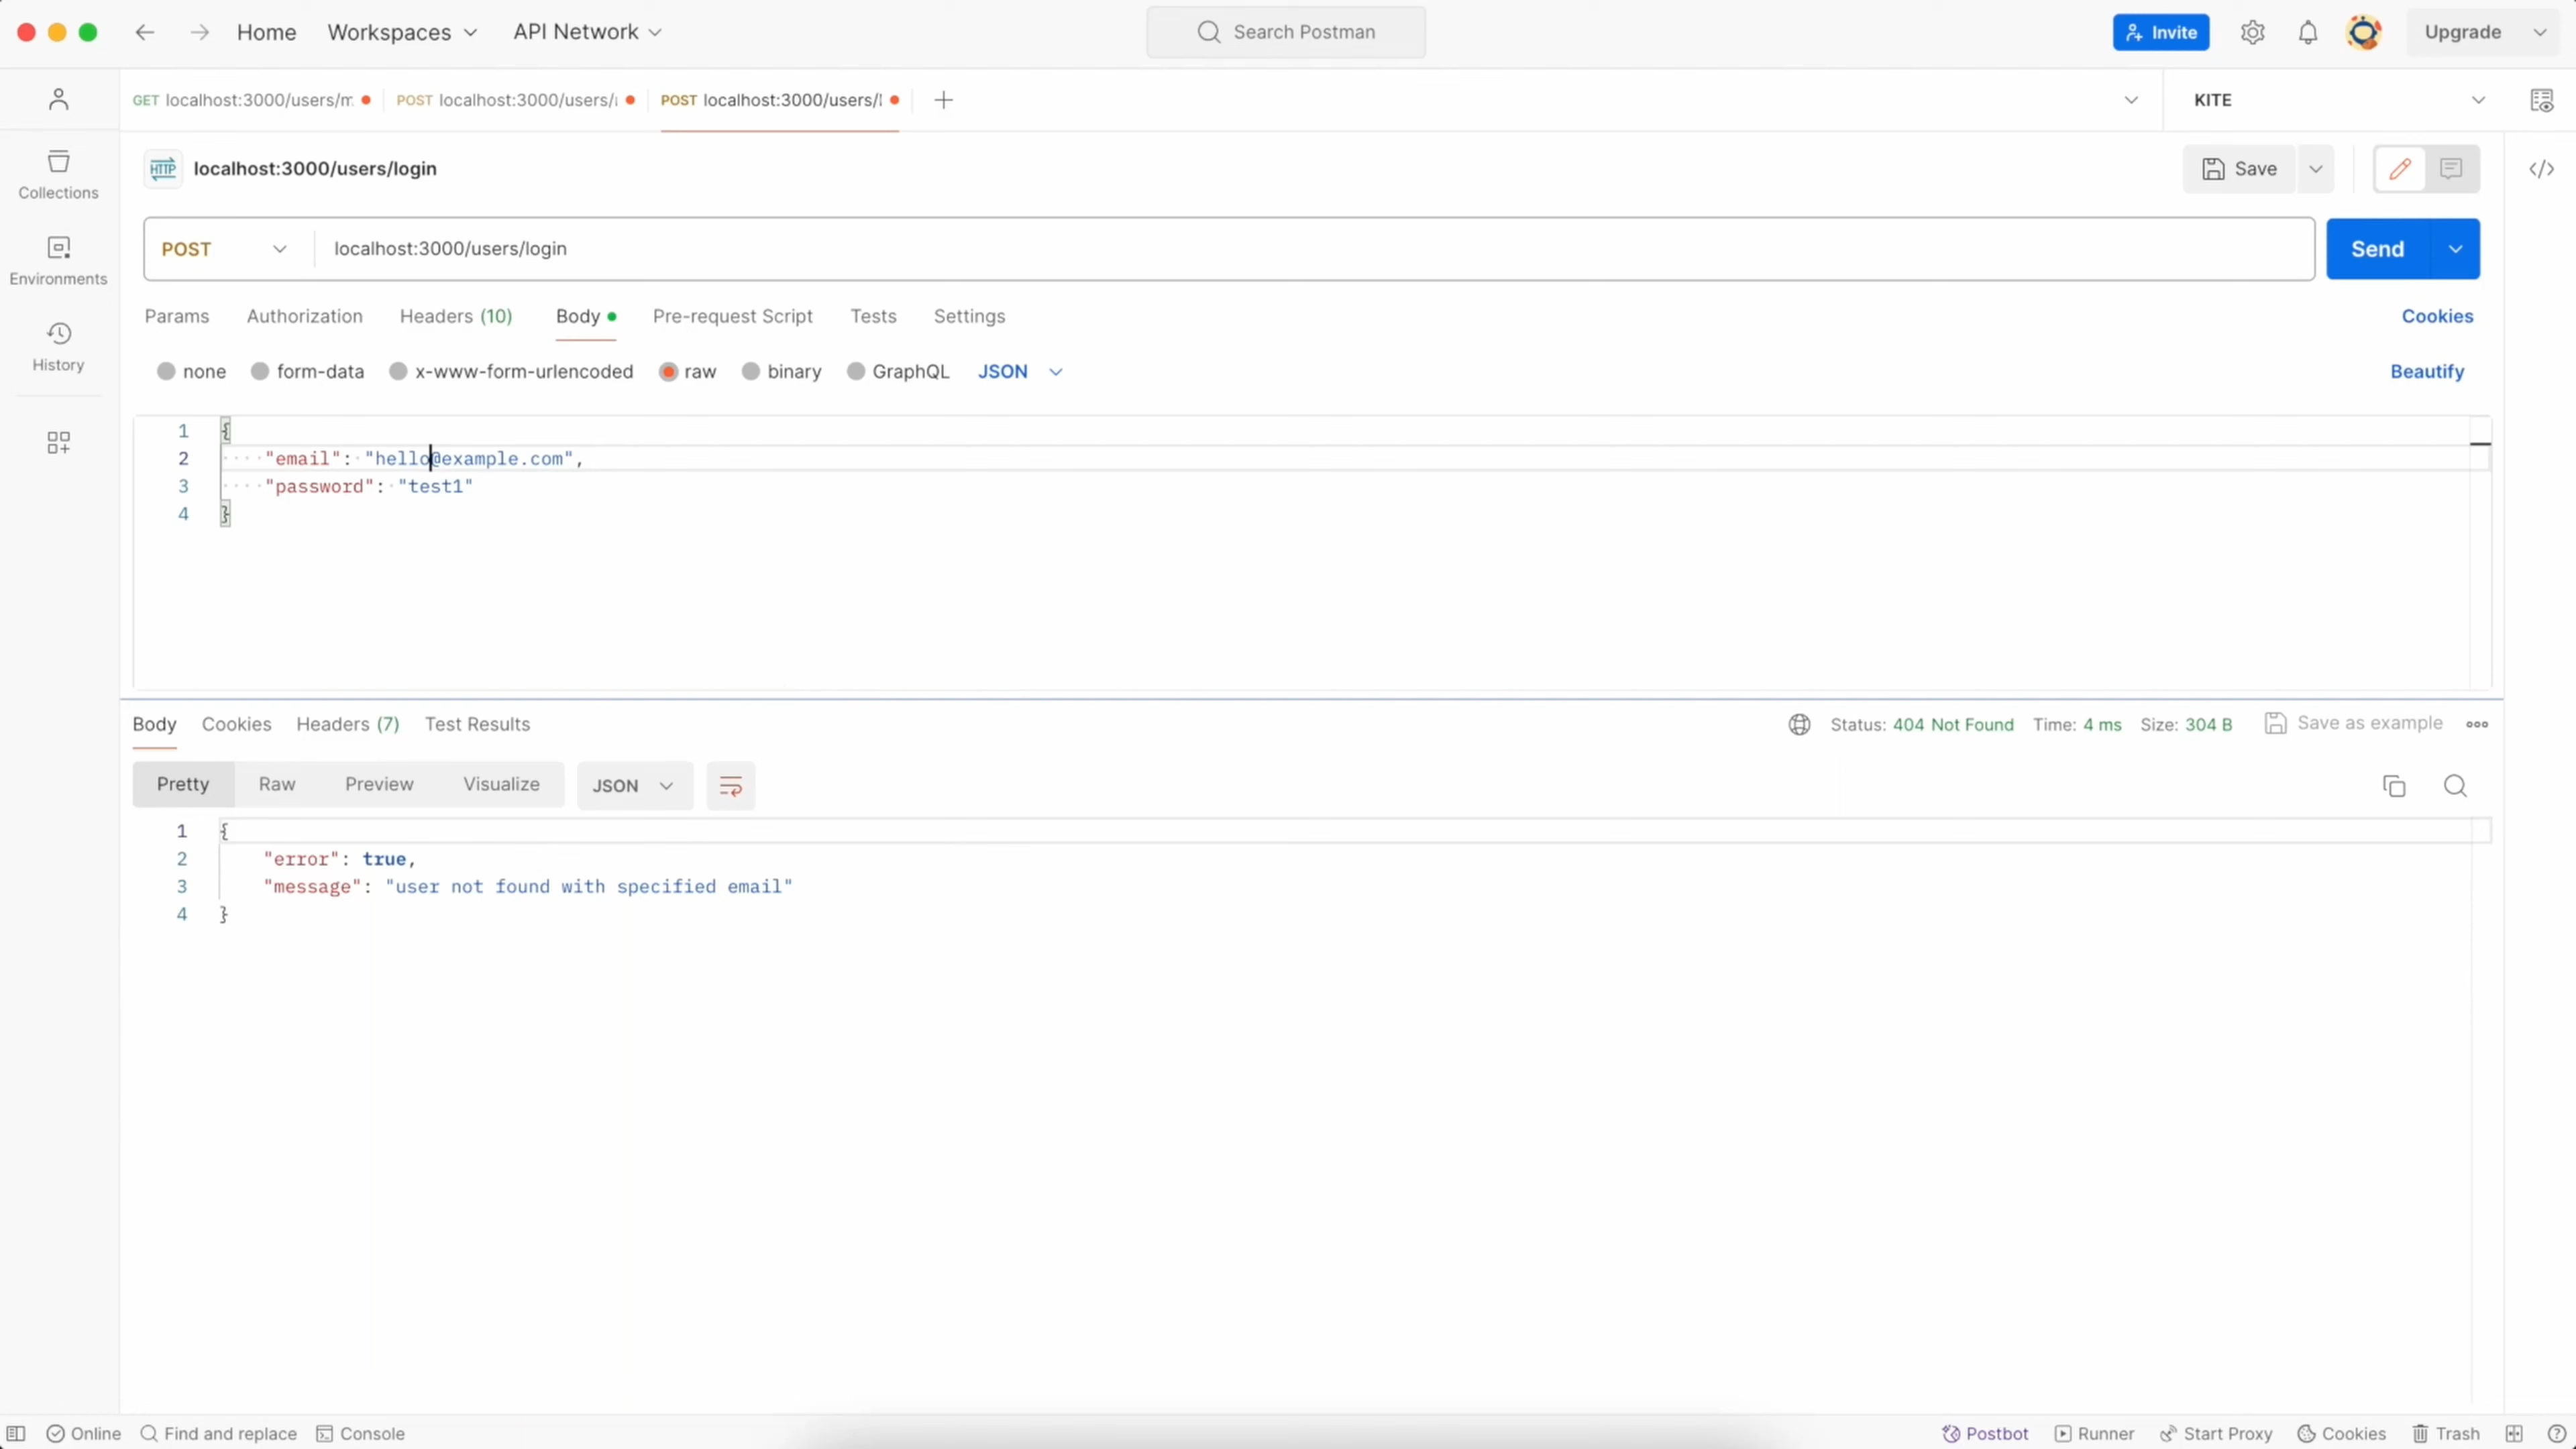 Home Workspaces API Network Search Postman Invite Upgrade
GET localhost:3000/users/m POST localhost:3000/users/ POST localhost:3000/users/l KITE
HTTP localhost:3000/users/login Save
Collections
POST localhost:3000/users/login Send
Environments
Params Authorization Headers (10) Body Pre-request Script Tests Settings Cookies
History
none form-data x-www-form-urlencoded raw binary GraphQL JSON Beautify
1 {
2 "email": "hello@example.com",
3 "password": "test1"
4 }
Body Cookies Headers (7) Test Results Status: 404 Not Found Time: 4 ms Size: 304 B Save as example
Pretty Raw Preview Visualize JSON
1 {
2 "error": true,
3 "message": "user not found with specified email"
4 }
Online Find and replace Console Postbot Runner Start Proxy Cookies Trash